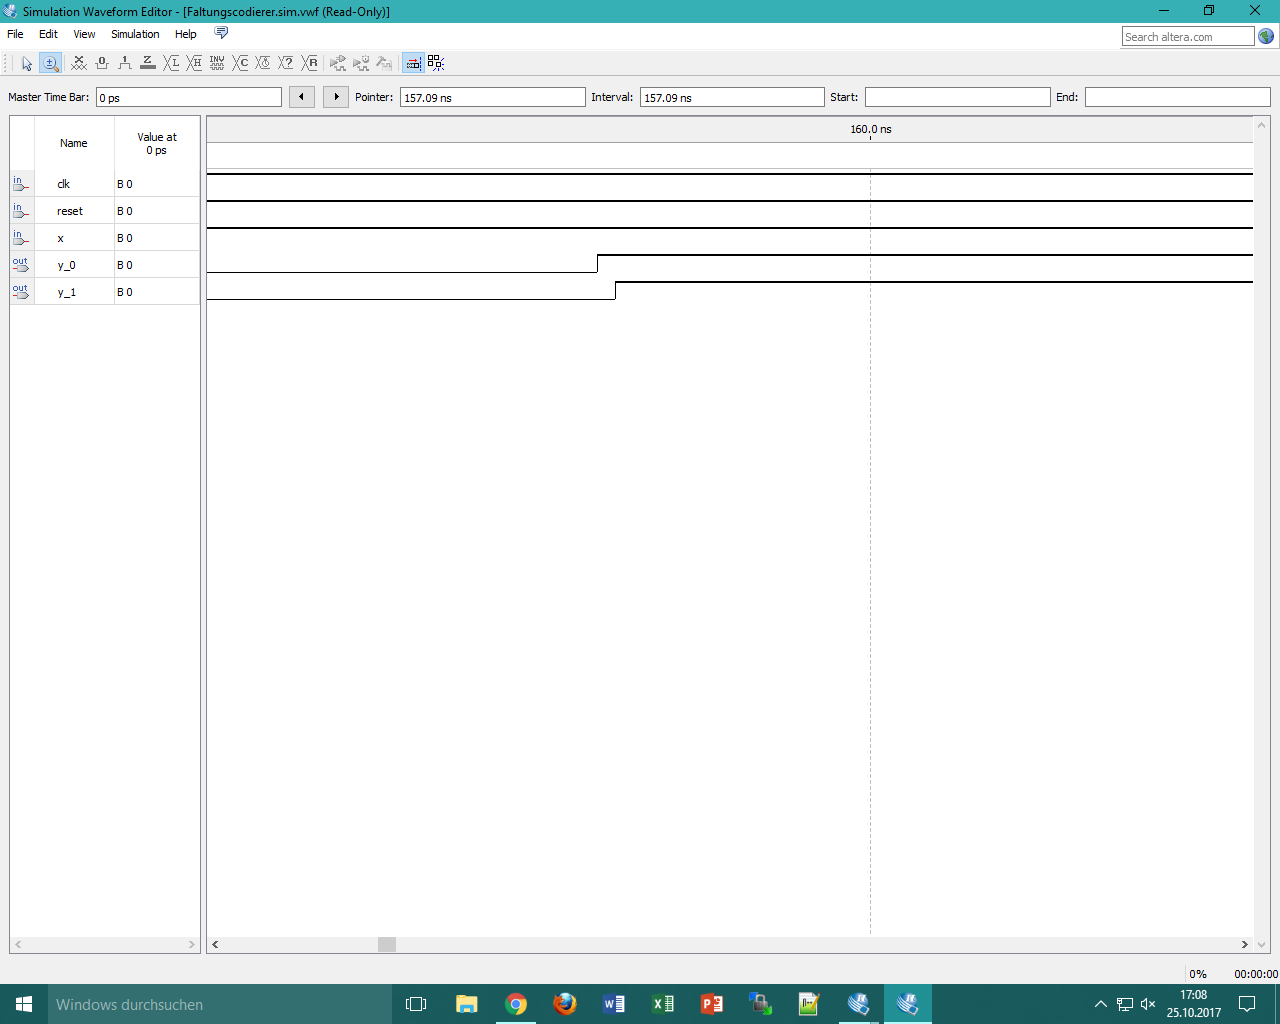 Simulation Waveform Editor - [Faltungscodierer.sim.vwf (Read-Only)]
File Edit View Simulation Help
Search altera.com
Master Time Bar: 0 ps Pointer: 157.09 ns Interval: 157.09 ns Start: End:
Name
Value at
0 ps
160.0 ns
in clk B 0
in reset B 0
in x B 0
out y_0 B 0
out y_1 B 0
0% 00:00:00
Windows durchsuchen
17:08
25.10.2017